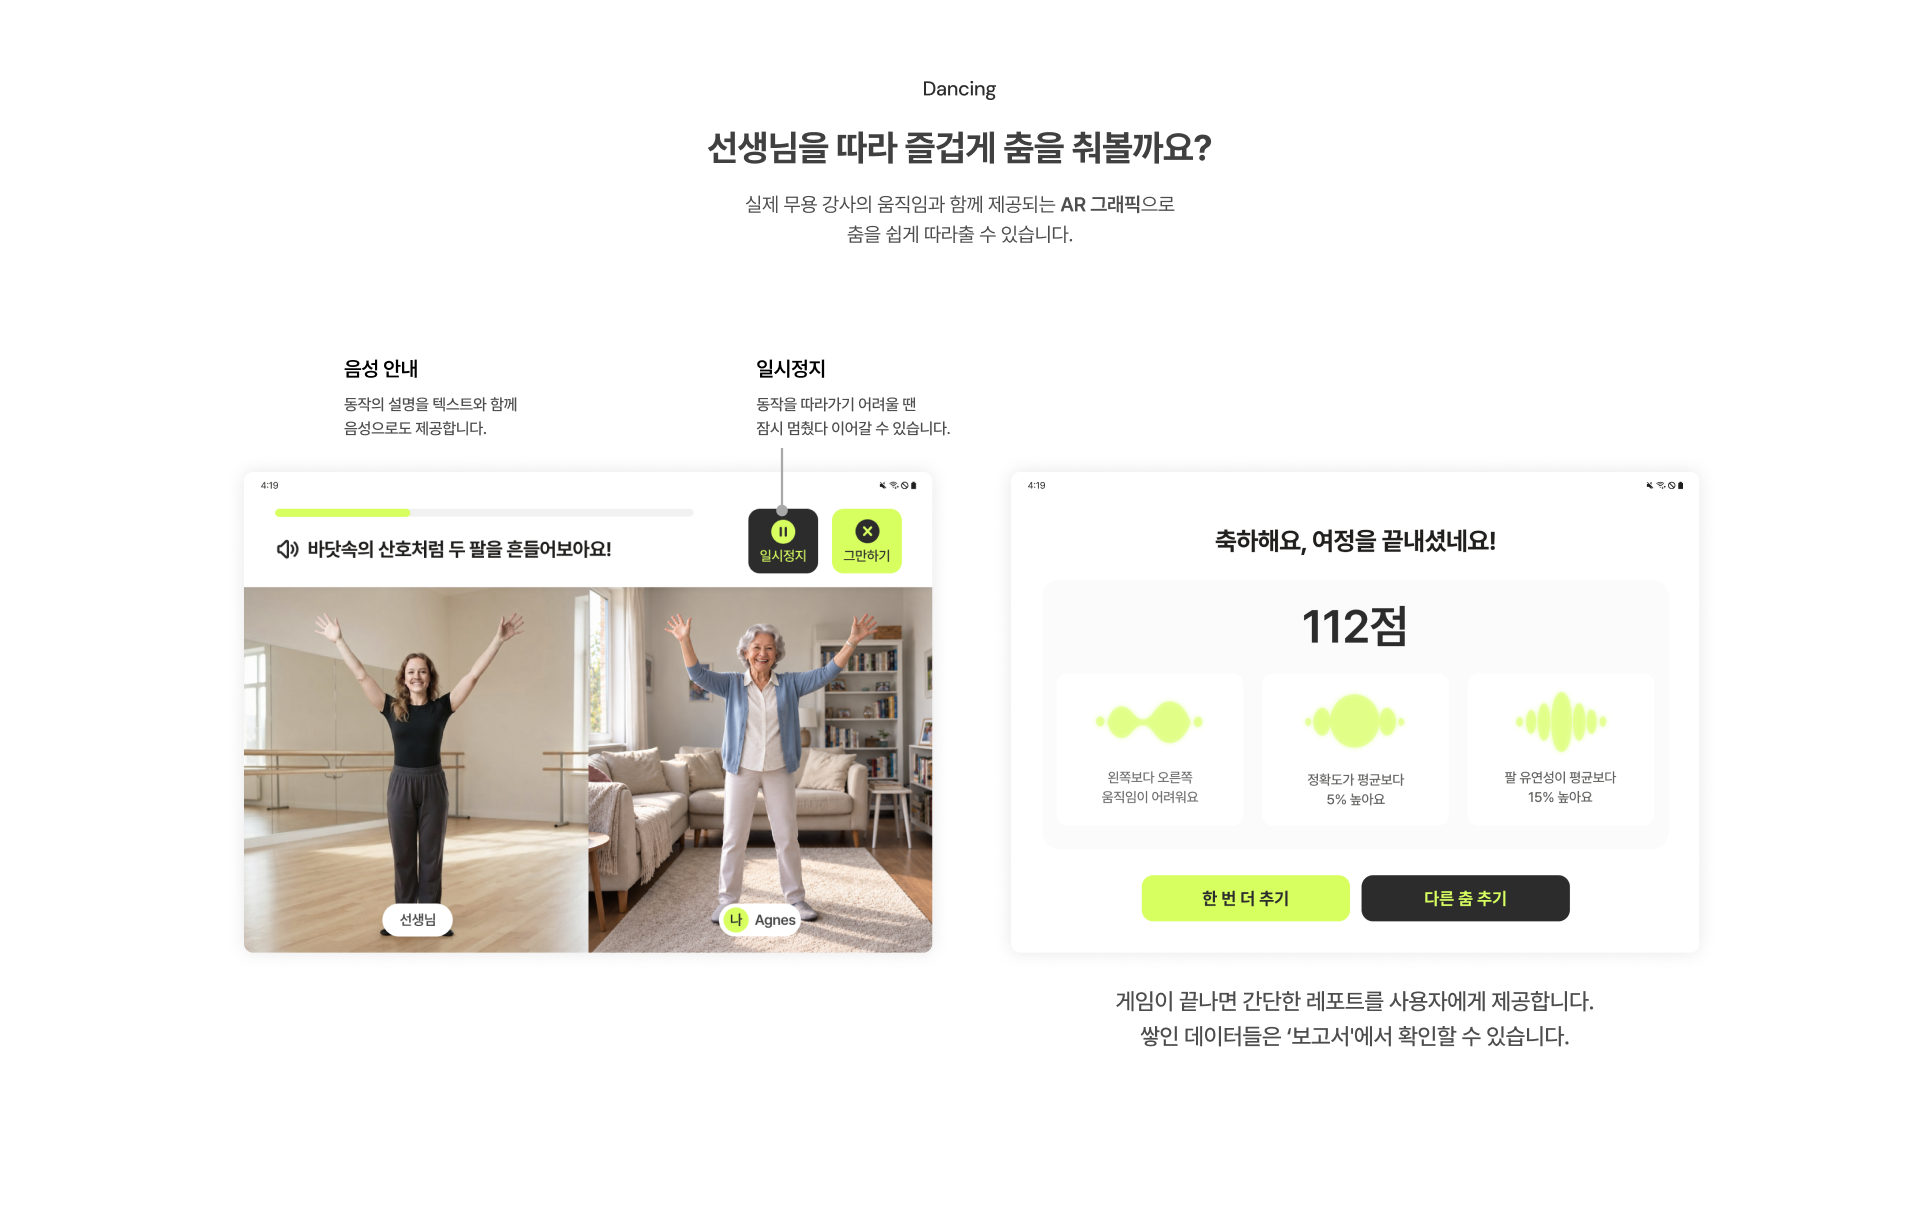 Dancing
선생님을 따라 즐겁게 춤을 춰볼까요?
실제 무용 강사의 움직임과 함께 제공되는 AR 그래픽으로
춤을 쉽게 따라출 수 있습니다.
음성 안내
동작의 설명을 텍스트와 함께
음성으로도 제공합니다.
일시정지
동작을 따라가기 어려울 땐
잠시 멈췄다 이어갈 수 있습니다.
4:19
바닷속의 산호처럼 두 팔을 흔들어보아요!
일시정지
그만하기
선생님
나 Agnes
4:19
축하해요, 여정을 끝내셨네요!
112점
왼쪽보다 오른쪽
움직임이 어려워요
정확도가 평균보다
5% 높아요
팔 유연성이 평균보다
15% 높아요
한 번 더 추기
다른 춤 추기
게임이 끝나면 간단한 레포트를 사용자에게 제공합니다.
쌓인 데이터들은 ‘보고서'에서 확인할 수 있습니다.